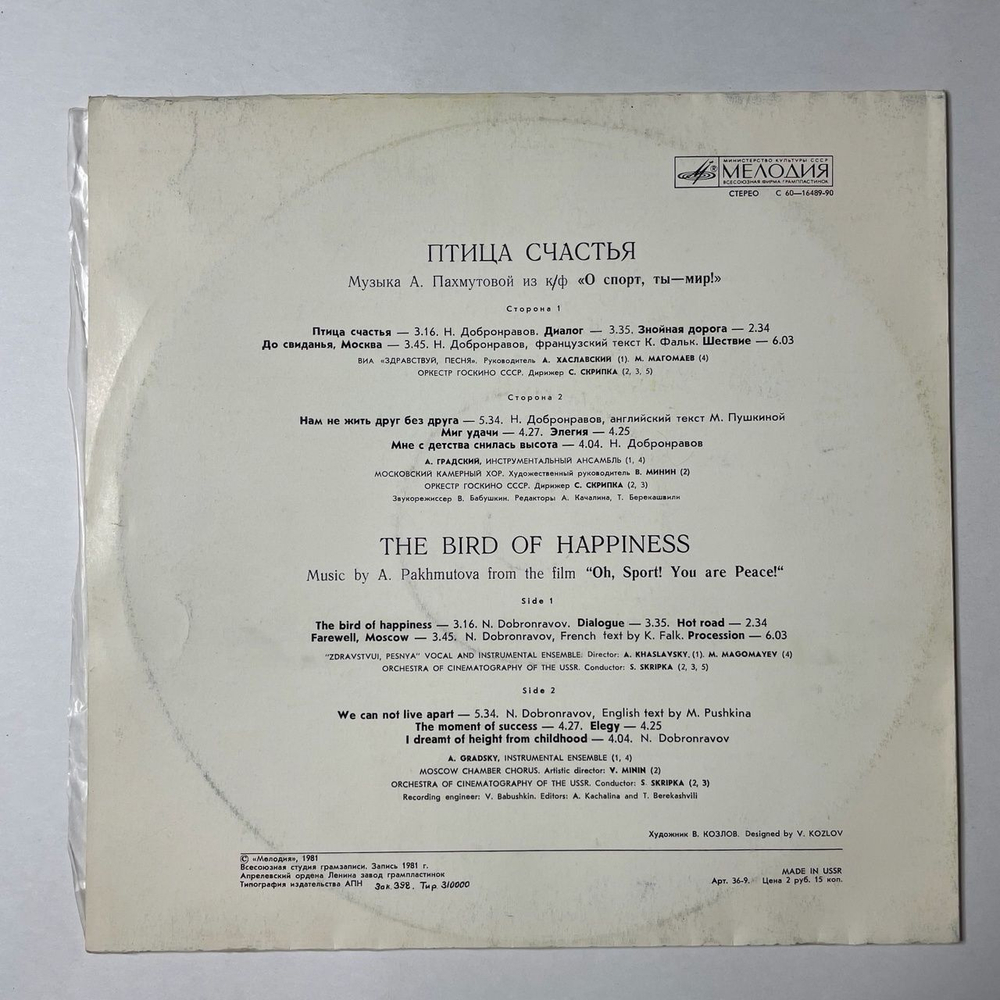 МИНИСТЕРСТВО КУЛЬТУРЫ СССР
МЕЛОДИЯ
ВСЕСОЮЗНАЯ ФИРМА ГРАМПЛАСТИНОК
СТЕРЕО С 60—16489-90
ПТИЦА СЧАСТЬЯ
Музыка А. Пахмутовой из к/ф «О спорт, ты—мир!»
Сторона 1
Птица счастья — 3.16. Н. Добронравов. Диалог — 3.35. Знойная дорога — 2.34
До свиданья, Москва — 3.45. Н. Добронравов, французский текст К. Фальк. Шествие — 6.03
ВИА «ЗДРАВСТВУЙ, ПЕСНЯ». Руководитель А. ХАСЛАВСКИЙ (1). М. МАГОМАЕВ (4)
ОРКЕСТР ГОСКИНО СССР. Дирижер С. СКРИПКА (2, 3, 5)
Сторона 2
Нам не жить друг без друга — 5.34. Н. Добронравов, английский текст М. Пушкиной
Миг удачи — 4.27. Элегия — 4.25
Мне с детства снилась высота — 4.04. Н. Добронравов
А. ГРАДСКИЙ, ИНСТРУМЕНТАЛЬНЫЙ АНСАМБЛЬ (1, 4)
МОСКОВСКИЙ КАМЕРНЫЙ ХОР. Художественный руководитель В. МИНИН (2)
ОРКЕСТР ГОСКИНО СССР. Дирижер С. СКРИПКА (2, 3)
Звукорежиссер В. Бабушкин. Редакторы А. Качалина, Т. Берекашвили
THE BIRD OF HAPPINESS
Music by A. Pakhmutova from the film “Oh, Sport! You are Peace!“
Side 1
The bird of happiness — 3.16. N. Dobronravov. Dialogue — 3.35. Hot road — 2.34
Farewell, Moscow — 3.45. N. Dobronravov, French text by K. Falk. Procession — 6.03
"ZDRAVSTVUI, PESNYA" VOCAL AND INSTRUMENTAL ENSEMBLE. Director: A. KHASLAVSKY, (1). M. MAGOMAYEV (4)
ORCHESTRA OF CINEMATOGRAPHY OF THE USSR. Conductor: S. SKRIPKA (2, 3, 5)
Side 2
We can not live apart — 5.34. N. Dobronravov, English text by M. Pushkina
The moment of success — 4.27. Elegy — 4.25
I dreamt of height from childhood — 4.04. N. Dobronravov
A. GRADSKY, INSTRUMENTAL ENSEMBLE (1, 4)
MOSCOW CHAMBER CHORUS. Artistic director: V. MININ (2)
ORCHESTRA OF CINEMATOGRAPHY OF THE USSR. Conductor: S. SKRIPKA (2, 3)
Recording engineer: V. Babushkin. Editors: A. Kachalina and T. Berekashvili
Художник В. КОЗЛОВ. Designed by V. KOZLOV
© «Мелодия», 1981
Всесоюзная студия грамзаписи. Запись 1981 г.
Апрелевский ордена Ленина завод грампластинок
Типография издательства АПН Зак. 398. Тир. 310000
MADE IN USSR
Арт. 36-9. Цена 2 руб. 15 коп.